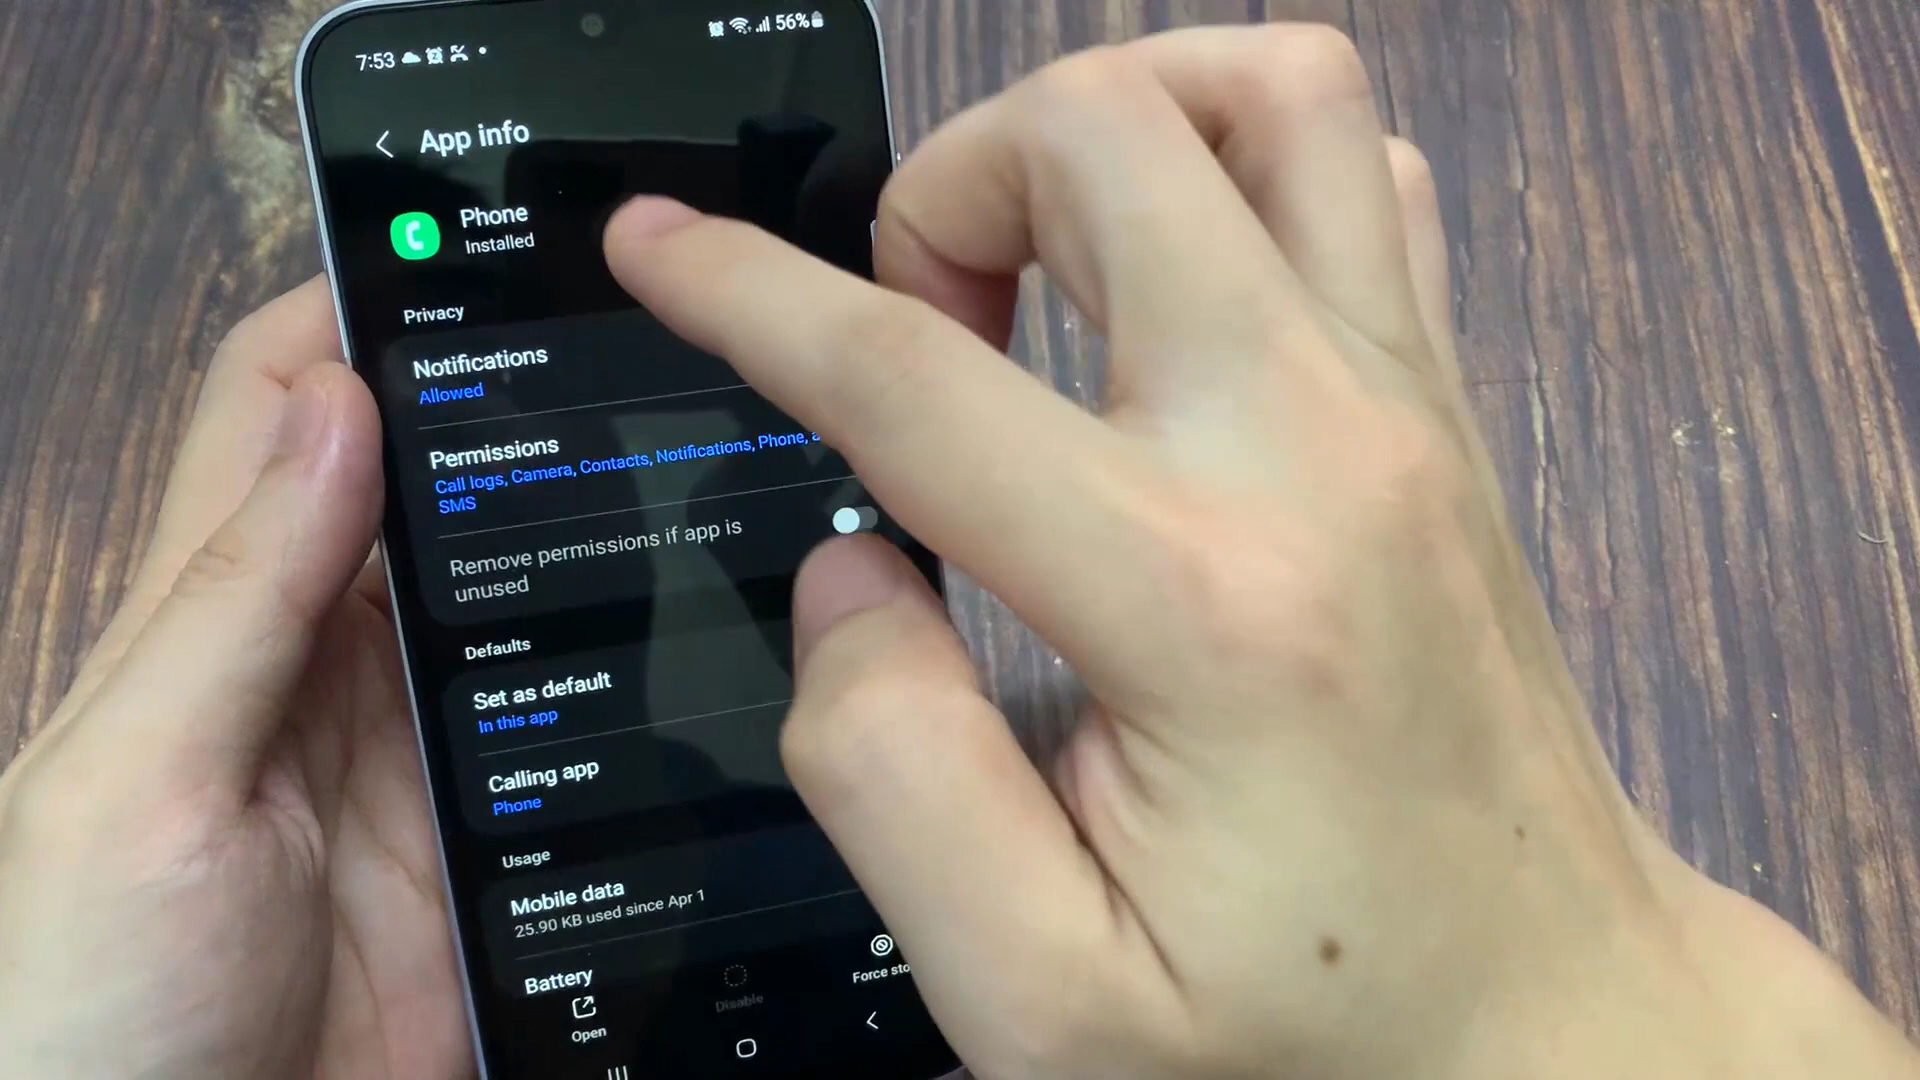 7:53
56%
App info
Phone
Installed
Privacy
Notifications
Allowed
Permissions
Call logs, Camera, Contacts, Notifications, Phone, a
SMS
Remove permissions if app is
unused
Defaults
Set as default
In this app
Calling app
Phone
Usage
Mobile data
25.90 KB used since Apr 1
Battery
Open
Disable
Force sto